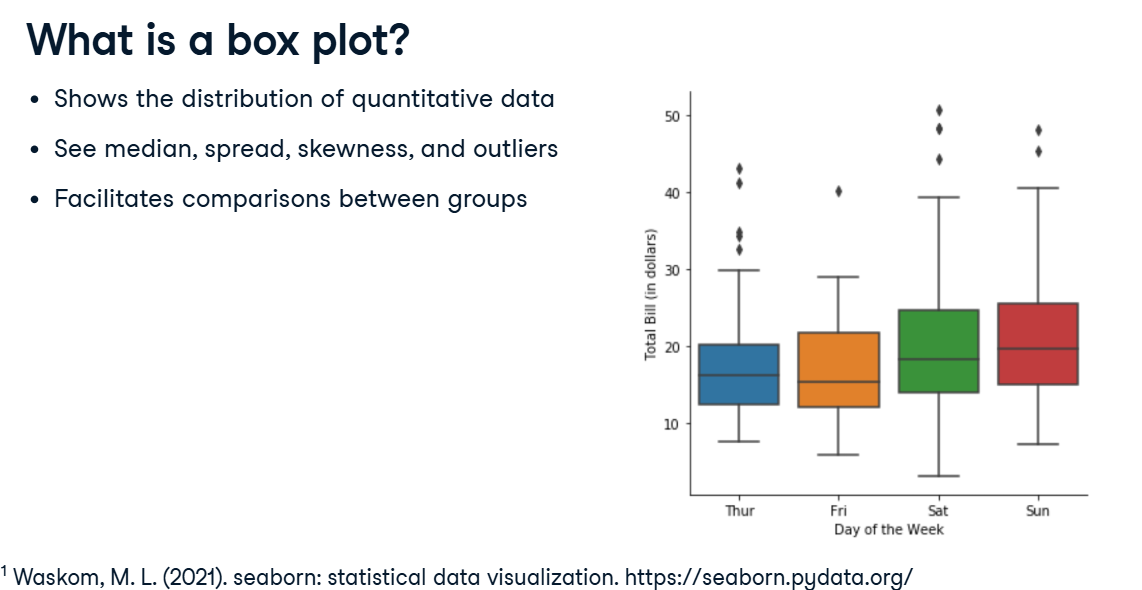 What is a box plot?
• Shows the distribution of quantitative data
• See median, spread, skewness, and outliers
• Facilitates comparisons between groups
Total Bill (in dollars)
50
40
30
20
10
Thur Fri Sat Sun
Day of the Week
1 Waskom, M. L. (2021). seaborn: statistical data visualization. https://seaborn.pydata.org/